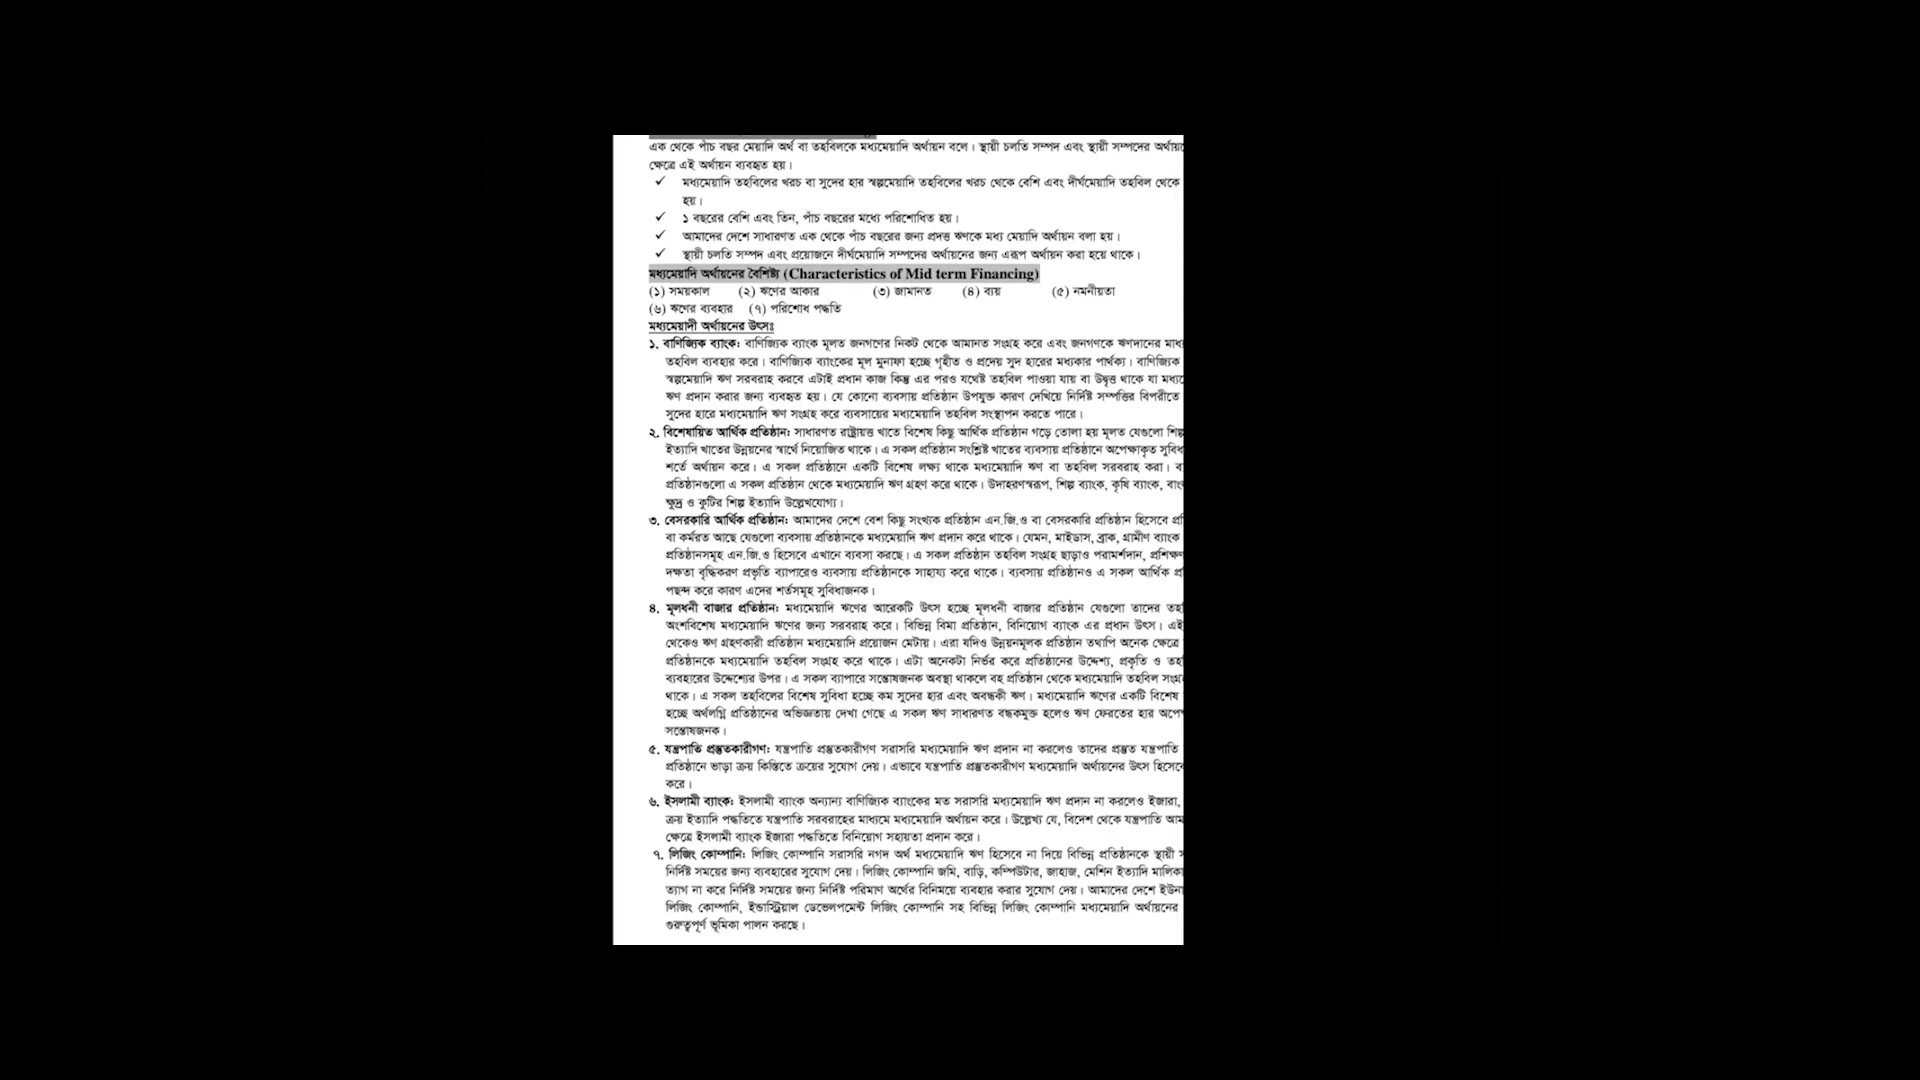 এক থেকে পাঁচ বছর মেয়াদি অর্থ বা তহবিলকে মধ্যমেয়াদি অর্থায়ন বলে। স্থায়ী চলতি সম্পদ এবং স্থায়ী সম্পদের
ক্ষেত্রে এই অর্থায়ন ব্যবহৃত হয়।
✓ মধ্যমেয়াদি তহবিলের খরচ বা সুদের হার স্বল্পমেয়াদি তহবিলের খরচ থেকে বেশি এবং দীর্ঘমেয়াদি তহবিল থেকে
হয়।
✓ ১ বছরের বেশি এবং তিন, পাঁচ বছরের মধ্যে পরিশোধিত হয়।
✓ আমাদের দেশে সাধারণত এক থেকে পাঁচ বছরের জন্য প্রদত্ত ঋণকে মধ্য মেয়াদি অর্থায়ন বলা হয়।
✓ স্থায়ী চলতি সম্পদ এবং প্রয়োজনে দীর্ঘমেয়াদি সম্পদের অর্থায়নের জন্য এরূপ অর্থায়ন করা হয়ে থাকে।
মধ্যমেয়াদি অর্থায়নের বৈশিষ্ট্য (Characteristics of Mid term Financing)
(১) সময়কাল (২) ঋণের আকার (৩) জামানত (৪) ব্যয় (৫) নমনীয়তা
(৬) ঋণের ব্যবহার (৭) পরিশোধ পদ্ধতি
মধ্যমেয়াদী অর্থায়নের উৎসঃ
১. বাণিজ্যিক ব্যাংক: বাণিজ্যিক ব্যাংক মূলত জনগণের নিকট থেকে আমানত সংগ্রহ করে এবং জনগণকে ঋণদানের
তহবিল ব্যবহার করে। বাণিজ্যিক ব্যাংকের মূল মুনাফা হচ্ছে গৃহীত ও প্রদেয় সুদ হারের মধ্যকার পার্থক্য। বাণিজ্যিক
স্বল্পমেয়াদি ঋণ সরবরাহ করবে এটাই প্রধান কাজ কিন্তু এর পরও যথেষ্ট তহবিল পাওয়া যায় বা উদ্বৃত্ত থাকে যা
ঋণ প্রদান করার জন্য ব্যবহৃত হয়। যে কোনো ব্যবসায় প্রতিষ্ঠান উপযুক্ত কারণ দেখিয়ে নির্দিষ্ট সম্পত্তির বিপরীতে
সুদের হারে মধ্যমেয়াদি ঋণ সংগ্রহ করে ব্যবসায়ের মধ্যমেয়াদি তহবিল সংস্থাপন করতে পারে।
২. বিশেষায়িত আর্থিক প্রতিষ্ঠান: সাধারণত রাষ্ট্রায়ত্ত খাতে বিশেষ কিছু আর্থিক প্রতিষ্ঠান গড়ে তোলা হয় মূলত যেগুলো শিল্প
ইত্যাদি খাতের উন্নয়নের স্বার্থে নিয়োজিত থাকে। এ সকল প্রতিষ্ঠান সংশ্লিষ্ট খাতের ব্যবসায় প্রতিষ্ঠানে অপেক্ষাকৃত
শর্তে অর্থায়ন করে। এ সকল প্রতিষ্ঠানে একটি বিশেষ লক্ষ্য থাকে মধ্যমেয়াদি ঋণ বা তহবিল সরবরাহ করা।
প্রতিষ্ঠানগুলো এ সকল প্রতিষ্ঠান থেকে মধ্যমেয়াদি ঋণ গ্রহণ করে থাকে। উদাহরণস্বরূপ, শিল্প ব্যাংক, কৃষি ব্যাংক,
ক্ষুদ্র ও কুটির শিল্প ইত্যাদি উল্লেখযোগ্য।
৩. বেসরকারি আর্থিক প্রতিষ্ঠান: আমাদের দেশে বেশ কিছু সংখ্যক প্রতিষ্ঠান এন.জি.ও বা বেসরকারি প্রতিষ্ঠান হিসেবে
বা কর্মরত আছে যেগুলো ব্যবসায় প্রতিষ্ঠানকে মধ্যমেয়াদি ঋণ প্রদান করে থাকে। যেমন, মাইডাস, ব্রাক, গ্রামীণ ব্যাংক
প্রতিষ্ঠানসমূহ এন.জি.ও হিসেবে এখানে ব্যবসা করছে। এ সকল প্রতিষ্ঠান তহবিল সংগ্রহ ছাড়াও পরামর্শদান, প্রশিক্ষণ
দক্ষতা বৃদ্ধিকরণ প্রভৃতি ব্যাপারেও ব্যবসায় প্রতিষ্ঠানকে সাহায্য করে থাকে। ব্যবসায় প্রতিষ্ঠানও এ সকল আর্থিক
পছন্দ করে কারণ এদের শর্তসমূহ সুবিধাজনক।
৪. মূলধনী বাজার প্রতিষ্ঠান: মধ্যমেয়াদি ঋণের আরেকটি উৎস হচ্ছে মূলধনী বাজার প্রতিষ্ঠান যেগুলো তাদের
অংশবিশেষ মধ্যমেয়াদি ঋণের জন্য সরবরাহ করে। বিভিন্ন বিমা প্রতিষ্ঠান, বিনিয়োগ ব্যাংক এর প্রধান উৎস। এই
থেকেও ঋণ গ্রহণকারী প্রতিষ্ঠান মধ্যমেয়াদি প্রয়োজন মেটায়। এরা যদিও উন্নয়নমূলক প্রতিষ্ঠান তথাপি অনেক ক্ষেত্রে
প্রতিষ্ঠানকে মধ্যমেয়াদি তহবিল সংগ্রহ করে থাকে। এটা অনেকটা নির্ভর করে প্রতিষ্ঠানের উদ্দেশ্য, প্রকৃতি ও
ব্যবহারের উদ্দেশ্যের উপর। এ সকল ব্যাপারে সন্তোষজনক অবস্থা থাকলে বহু প্রতিষ্ঠান থেকে মধ্যমেয়াদি তহবিল
থাকে। এ সকল তহবিলের বিশেষ সুবিধা হচ্ছে কম সুদের হার এবং অবন্ধকী ঋণ। মধ্যমেয়াদি ঋণের একটি বিশেষ
হচ্ছে অর্থলগ্নি প্রতিষ্ঠানের অভিজ্ঞতায় দেখা গেছে এ সকল ঋণ সাধারণত বন্ধকমুক্ত হলেও ঋণ ফেরতের হার
সন্তোষজনক।
৫. যন্ত্রপাতি প্রস্তুতকারীগণ: যন্ত্রপাতি প্রস্তুতকারীগণ সরাসরি মধ্যমেয়াদি ঋণ প্রদান না করলেও তাদের প্রস্তুত যন্ত্রপাতি
প্রতিষ্ঠানে ভাড়া ক্রয় কিস্তিতে ক্রয়ের সুযোগ দেয়। এভাবে যন্ত্রপাতি প্রস্তুতকারীগণ মধ্যমেয়াদি অর্থায়নের উৎস হিসেবে
করে।
৬. ইসলামী ব্যাংক: ইসলামী ব্যাংক অন্যান্য বাণিজ্যিক ব্যাংকের মত সরাসরি মধ্যমেয়াদি ঋণ প্রদান না করলেও ইজারা,
ক্রয় ইত্যাদি পদ্ধতিতে যন্ত্রপাতি সরবরাহের মাধ্যমে মধ্যমেয়াদি অর্থায়ন করে। উল্লেখ্য যে, বিদেশ থেকে যন্ত্রপাতি
ক্ষেত্রে ইসলামী ব্যাংক ইজারা পদ্ধতিতে বিনিয়োগ সহায়তা প্রদান করে।
৭. লিজিং কোম্পানি: লিজিং কোম্পানি সরাসরি নগদ অর্থ মধ্যমেয়াদি ঋণ হিসেবে না দিয়ে বিভিন্ন প্রতিষ্ঠানকে স্থায়ী
নির্দিষ্ট সময়ের জন্য ব্যবহারের সুযোগ দেয়। লিজিং কোম্পানি জমি, বাড়ি, কম্পিউটার, জাহাজ, মেশিন ইত্যাদি
ত্যাগ না করে নির্দিষ্ট সময়ের জন্য নির্দিষ্ট পরিমাণ অর্থের বিনিময়ে ব্যবহার করার সুযোগ দেয়। আমাদের দেশে
লিজিং কোম্পানি, ইন্ডাস্ট্রিয়াল ডেভেলপমেন্ট লিজিং কোম্পানি সহ বিভিন্ন লিজিং কোম্পানি মধ্যমেয়াদি অর্থায়নের
গুরুত্বপূর্ণ ভূমিকা পালন করছে।